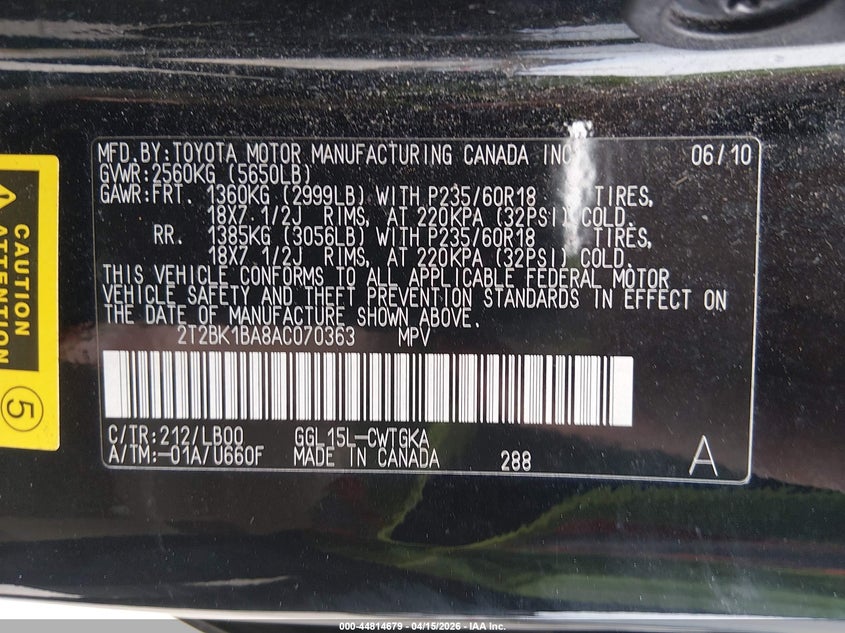 MFD.BY:TOYOTA MOTOR MANUFACTURING CANADA INC. 06/10
GVWR:2560KG (5650LB)
GAWR:FRT. 1360KG (2999LB) WITH P235/60R18 TIRES,
18X7 1/2J RIMS, AT 220KPA (32PSI) COLD.
RR. 1385KG (3056LB) WITH P235/60R18 TIRES,
18X7 1/2J RIMS, AT 220KPA (32PSI) COLD.
THIS VEHICLE CONFORMS TO ALL APPLICABLE FEDERAL MOTOR
VEHICLE SAFETY AND THEFT PREVENTION STANDARDS IN EFFECT ON
THE DATE OF MANUFACTURE SHOWN ABOVE.
2T2BK1BA8AC070363 MPV
C/TR:212/LB00 GGL15L-CWTGKA
A/TM:-01A/U660F MADE IN CANADA 288 A
CAUTION
ATTENTION
5
000-44814679 - 04/15/2026 - IAA Inc.